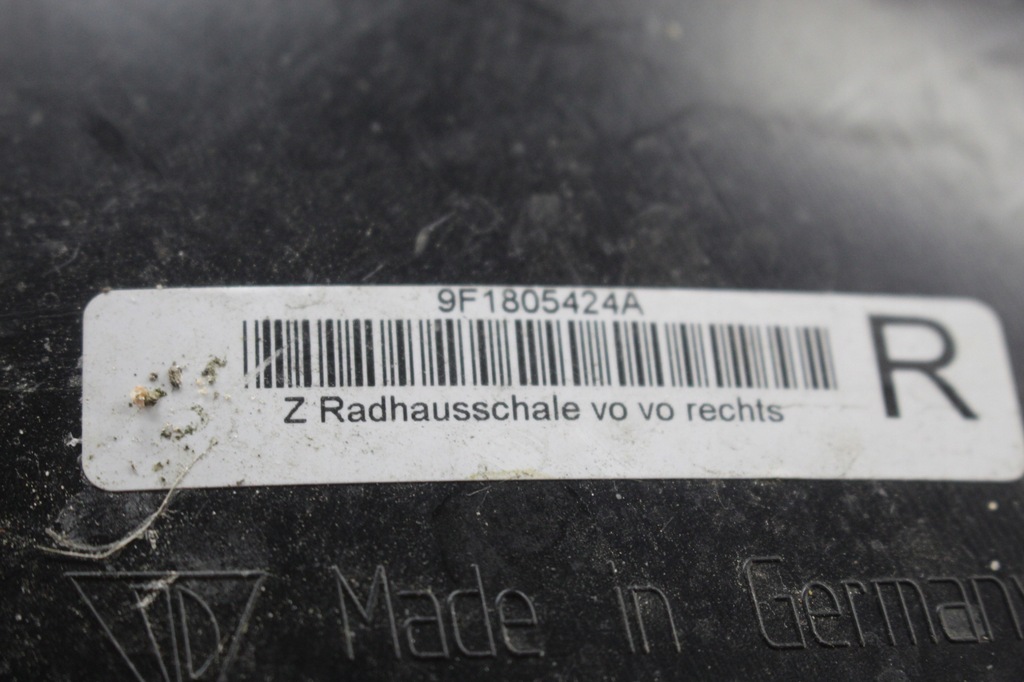 9F1805424A
R
Z Radhausschale vo vo rechts
Made in Germany